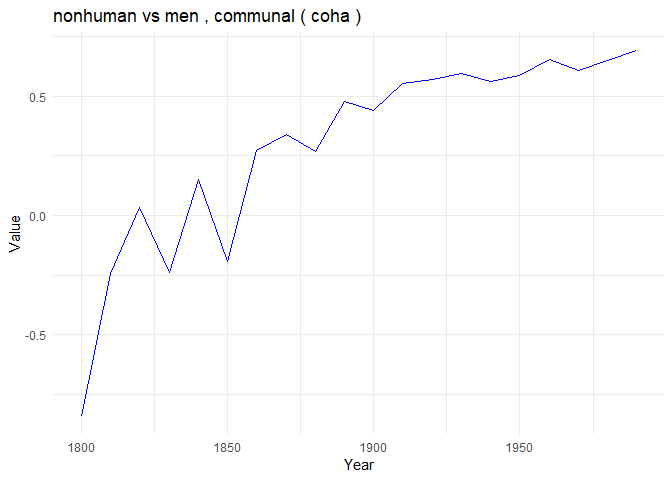 nonhuman vs men , communal ( coha )
0.5
0.0
-0.5
Value
1800 1850 1900 1950
Year